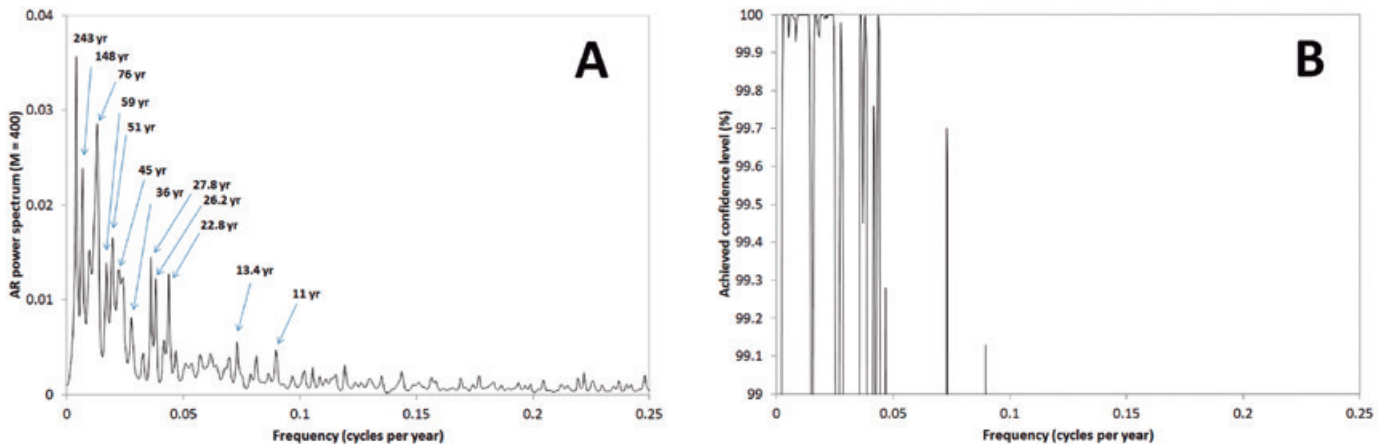 A
AR power spectrum (M = 400)
0.04
0.03
0.02
0.01
0
243 yr
148 yr
76 yr
59 yr
51 yr
45 yr
36 yr
27.8 yr
26.2 yr
22.8 yr
13.4 yr
11 yr
0
0.05
0.1
0.15
0.2
0.25
Frequency (cycles per year)
B
Achieved confidence level (%)
100
99.9
99.8
99.7
99.6
99.5
99.4
99.3
99.2
99.1
99
0
0.05
0.1
0.15
0.2
0.25
Frequency (cycles per year)